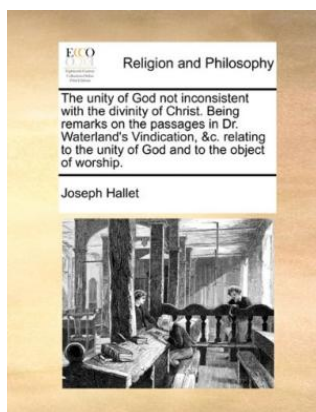 ECCO
Religion and Philosophy
The unity of God not inconsistent
with the divinity of Christ. Being
remarks on the passages in Dr.
Waterland's Vindication, &c. relating
to the unity of God and to the object
of worship.
Joseph Hallet